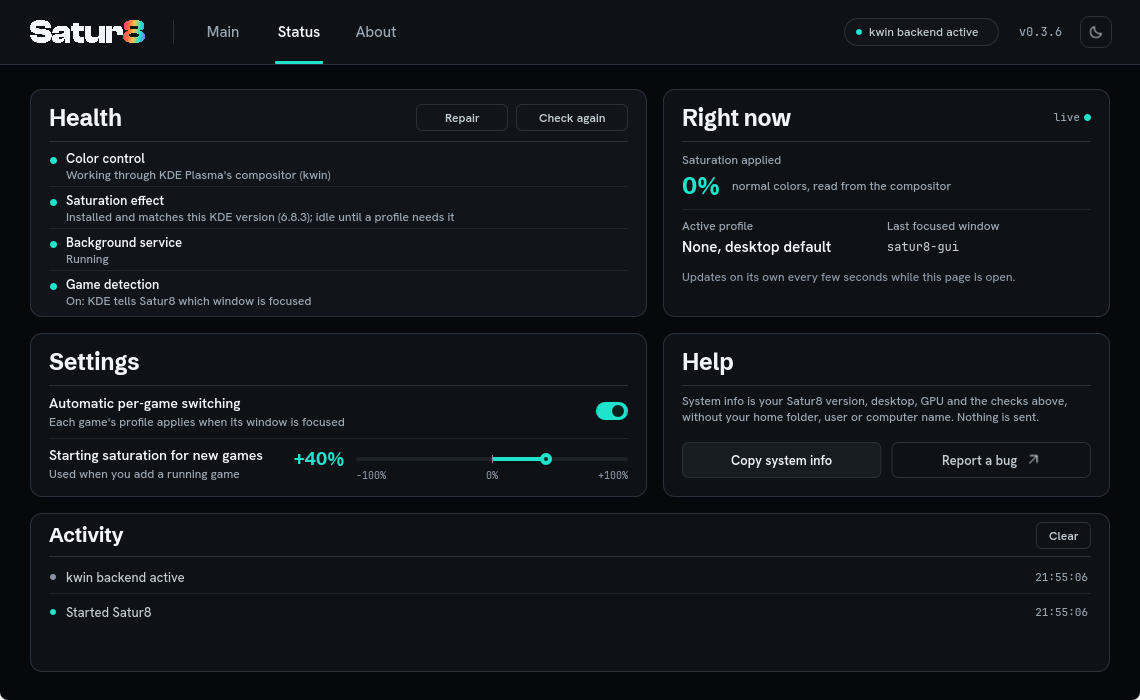 Satur8
Main
Status
About
kwin backend active
v0.3.6
Health
Repair
Check again
Color control
Working through KDE Plasma's compositor (kwin)
Saturation effect
Installed and matches this KDE version (6.8.3); idle until a profile needs it
Background service
Running
Game detection
On: KDE tells Satur8 which window is focused
Right now
live
Saturation applied
0% normal colors, read from the compositor
Active profile
None, desktop default
Last focused window
satur8-gui
Updates on its own every few seconds while this page is open.
Settings
Automatic per-game switching
Each game's profile applies when its window is focused
Starting saturation for new games
Used when you add a running game
+40%
-100%
0%
+100%
Help
System info is your Satur8 version, desktop, GPU and the checks above,
without your home folder, user or computer name. Nothing is sent.
Copy system info
Report a bug
Activity
Clear
kwin backend active 21:55:06
Started Satur8 21:55:06